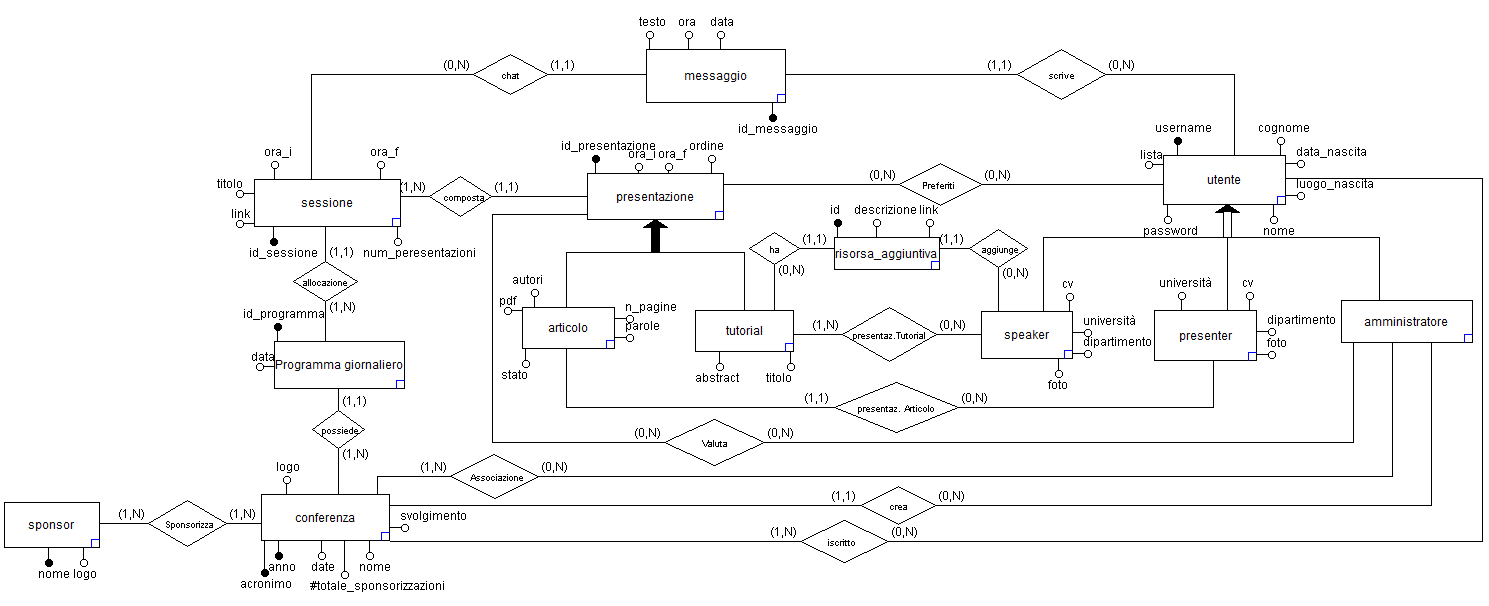 testo ora data
(0,N) chat (1,1) messaggio (1,1) scrive (0,N)
id_messaggio
username cognome
id_presentazione
ora_i ora_f ora_i ora_f ordine
lista data_nascita
titolo (1,N) composta (1,1) presentazione (0,N) Preferiti (0,N) utente luogo_nascita
sessione
link
id descrizione link
password nome
id_sessione (1,1) num_peresentazioni
ha (1,1) risorsa_aggiuntiva (1,1) aggiunge
(0,N) (0,N)
allocazione
autori cv università cv
(1,N)
pdf n_pagine
id_programma
articolo parole tutorial (1,N) presentaz.Tutorial (0,N) speaker università presenter dipartimento amministratore
dipartimento foto
data Programma giornaliero
stato abstract titolo foto
(1,1) (1,1) presentaz. Articolo (0,N)
possiede (0,N) Valuta (0,N)
(1,N)
logo (1,N) Associazione (0,N)
(1,1) crea (0,N)
sponsor (1,N) Sponsorizza (1,N) conferenza svolgimento
(1,N) iscritto (0,N)
nome logo anno date nome
acronimo #totale_sponsorizzazioni